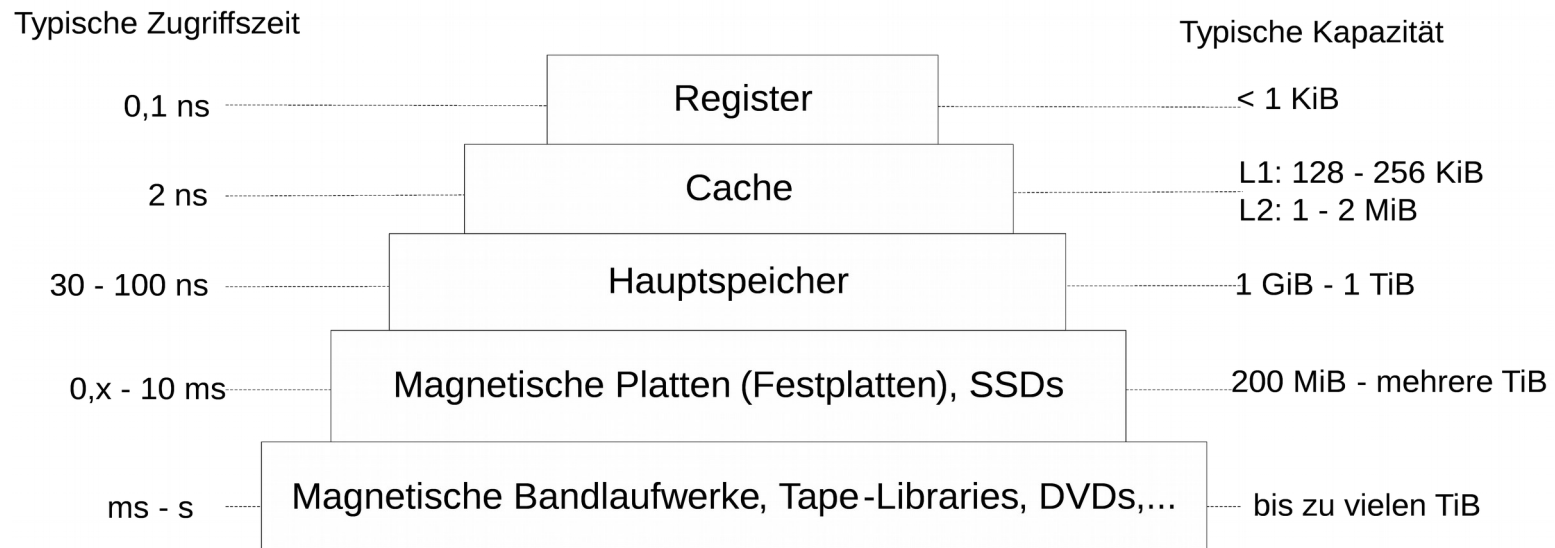 Typische Zugriffszeit
Typische Kapazität
0,1 ns
Register
< 1 KiB
2 ns
Cache
L1: 128 - 256 KiB
L2: 1 - 2 MiB
30 - 100 ns
Hauptspeicher
1 GiB - 1 TiB
0,x - 10 ms
Magnetische Platten (Festplatten), SSDs
200 MiB - mehrere TiB
ms - s
Magnetische Bandlaufwerke, Tape-Libraries, DVDs,...
bis zu vielen TiB